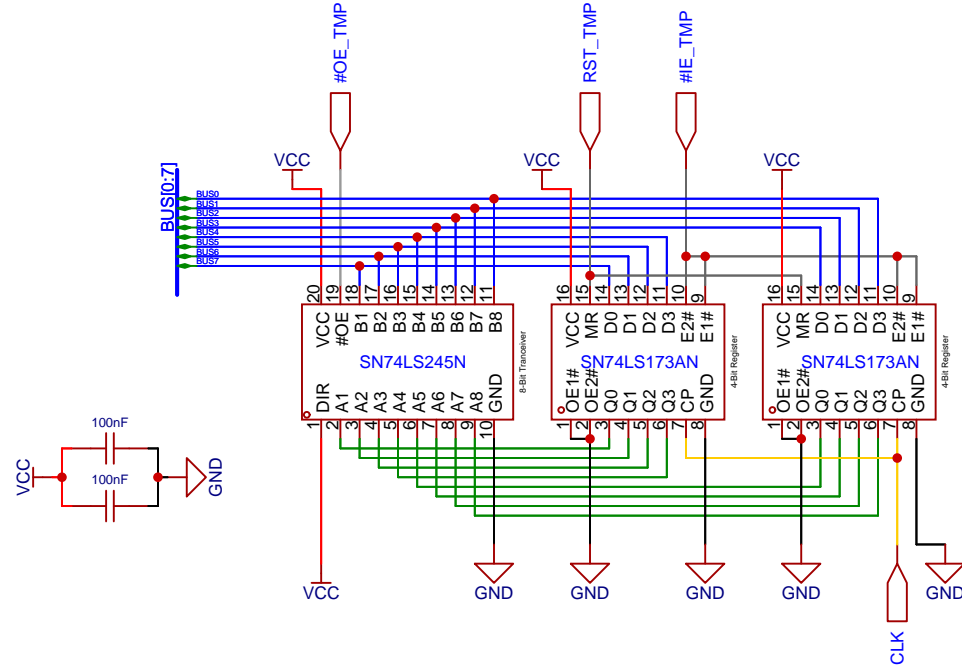 #OE_TMP
RST_TMP
#IE_TMP
VCC
VCC
VCC
BUS[0:7]
BUS0
BUS1
BUS2
BUS3
BUS4
BUS5
BUS6
BUS7
20 19 18 17 16 15 14 13 12 11
VCC #OE B1 B2 B3 B4 B5 B6 B7 B8
SN74LS245N
8-Bit Tranceiver
DIR A1 A2 A3 A4 A5 A6 A7 A8 GND
1 2 3 4 5 6 7 8 9 10
16 15 14 13 12 11 10 9
VCC MR D0 D1 D2 D3 E2# E1#
SN74LS173AN
4-Bit Register
OE1# OE2# Q0 Q1 Q2 Q3 CP GND
1 2 3 4 5 6 7 8
16 15 14 13 12 11 10 9
VCC MR D0 D1 D2 D3 E2# E1#
SN74LS173AN
4-Bit Register
OE1# OE2# Q0 Q1 Q2 Q3 CP GND
1 2 3 4 5 6 7 8
100nF
100nF
VCC
GND
VCC
GND
GND
GND
GND
GND
CLK